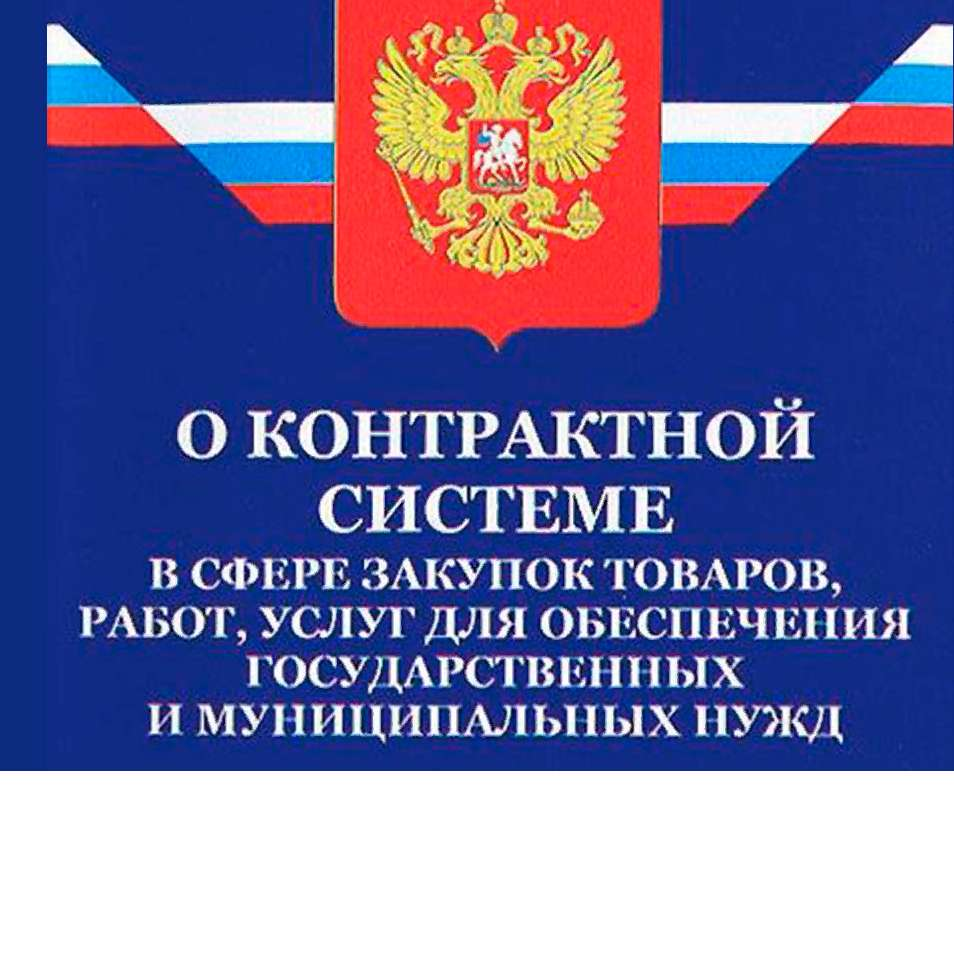 О КОНТРАКТНОЙ
СИСТЕМЕ
В СФЕРЕ ЗАКУПОК ТОВАРОВ,
РАБОТ, УСЛУГ ДЛЯ ОБЕСПЕЧЕНИЯ
ГОСУДАРСТВЕННЫХ
И МУНИЦИПАЛЬНЫХ НУЖД